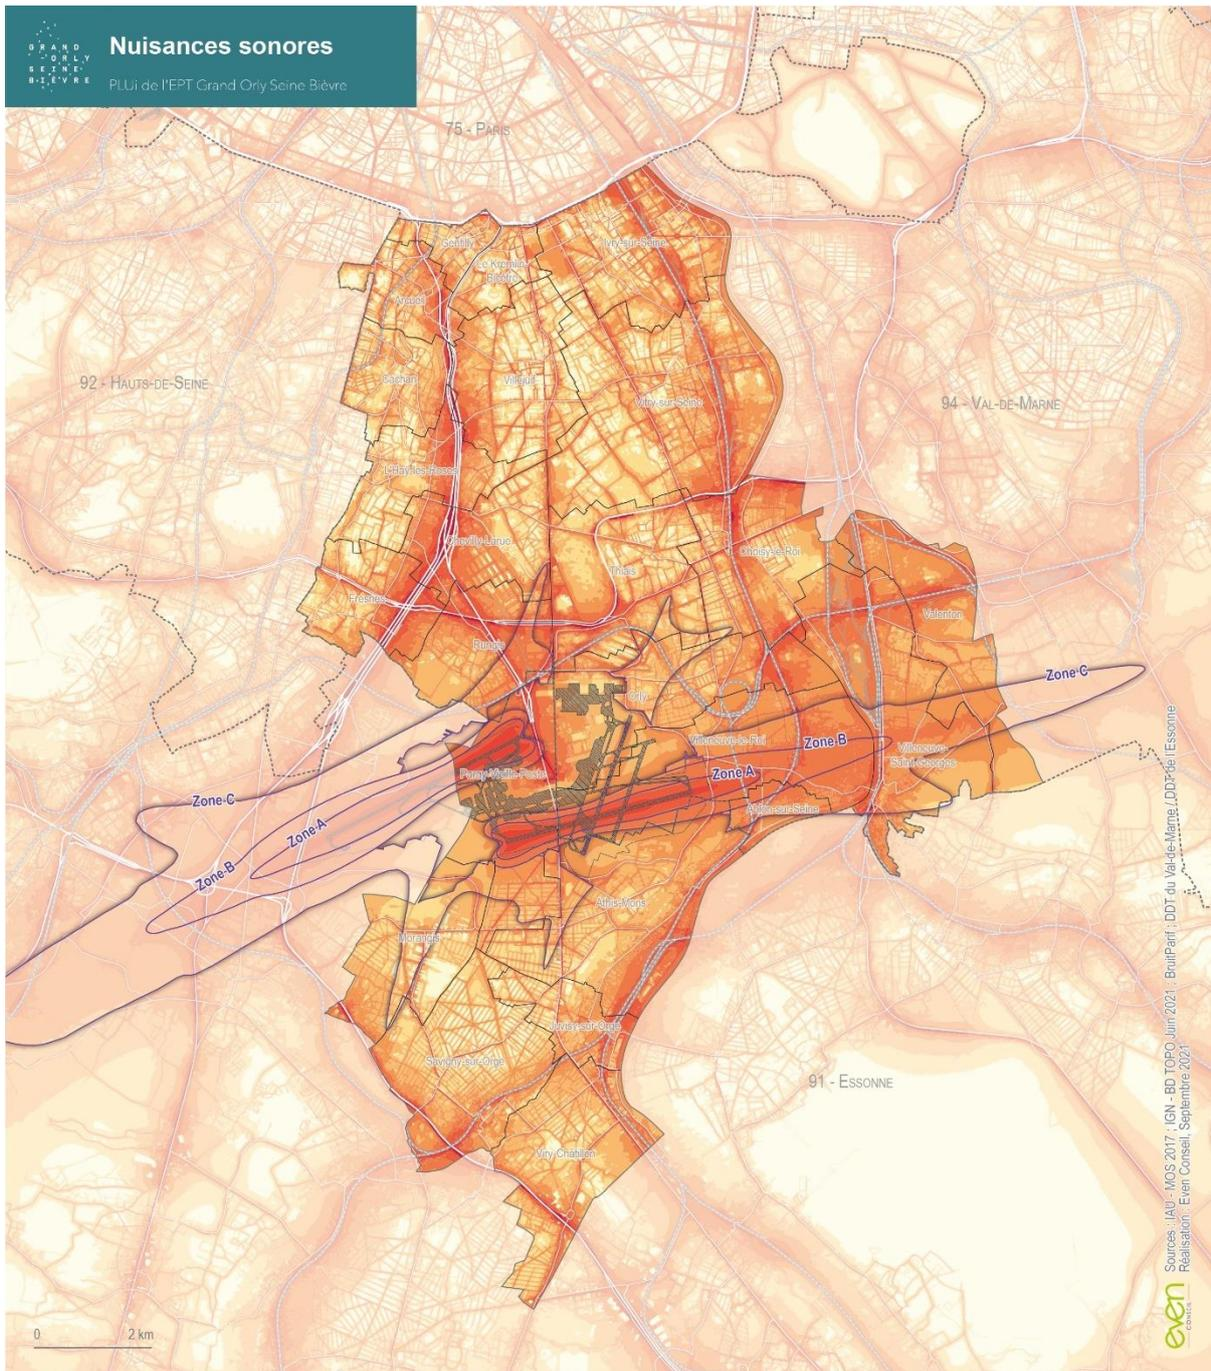 GRAND
ORLY
SEINE
BIÈVRE
Nuisances sonores
PLUi de l'EPT Grand Orly Seine Bièvre
75 - PARIS
Gentilly
Ivry-sur-Seine
Le Kremlin-
Bicêtre
Arcueil
92 - HAUTS-DE-SEINE
Cachan
Villejuif
Vitry-sur-Seine
94 - VAL-DE-MARNE
L'Haÿ-les-Roses
Chevilly-Larue
Choisy-le-Roi
Thiais
Fresnes
Valenton
Rungis
Zone C
Orly
Villeneuve-le-Roi
Zone B
Villeneuve-
Saint-Georges
Paray-Vieille-Poste
Zone A
Zone C
Ablon-sur-Seine
Zone A
Zone B
Athis-Mons
Morangis
Juvisy-sur-Orge
Savigny-sur-Orge
91 - ESSONNE
Viry-Châtillon
0 2 km
Sources : IAU - MOS 2017 ; IGN - BD TOPO Juin 2021 ; BruitParif ; DDT du Val-de-Marne / DDT de l'Essonne
Réalisation : Even Conseil, Septembre 2021
even
CONSEIL